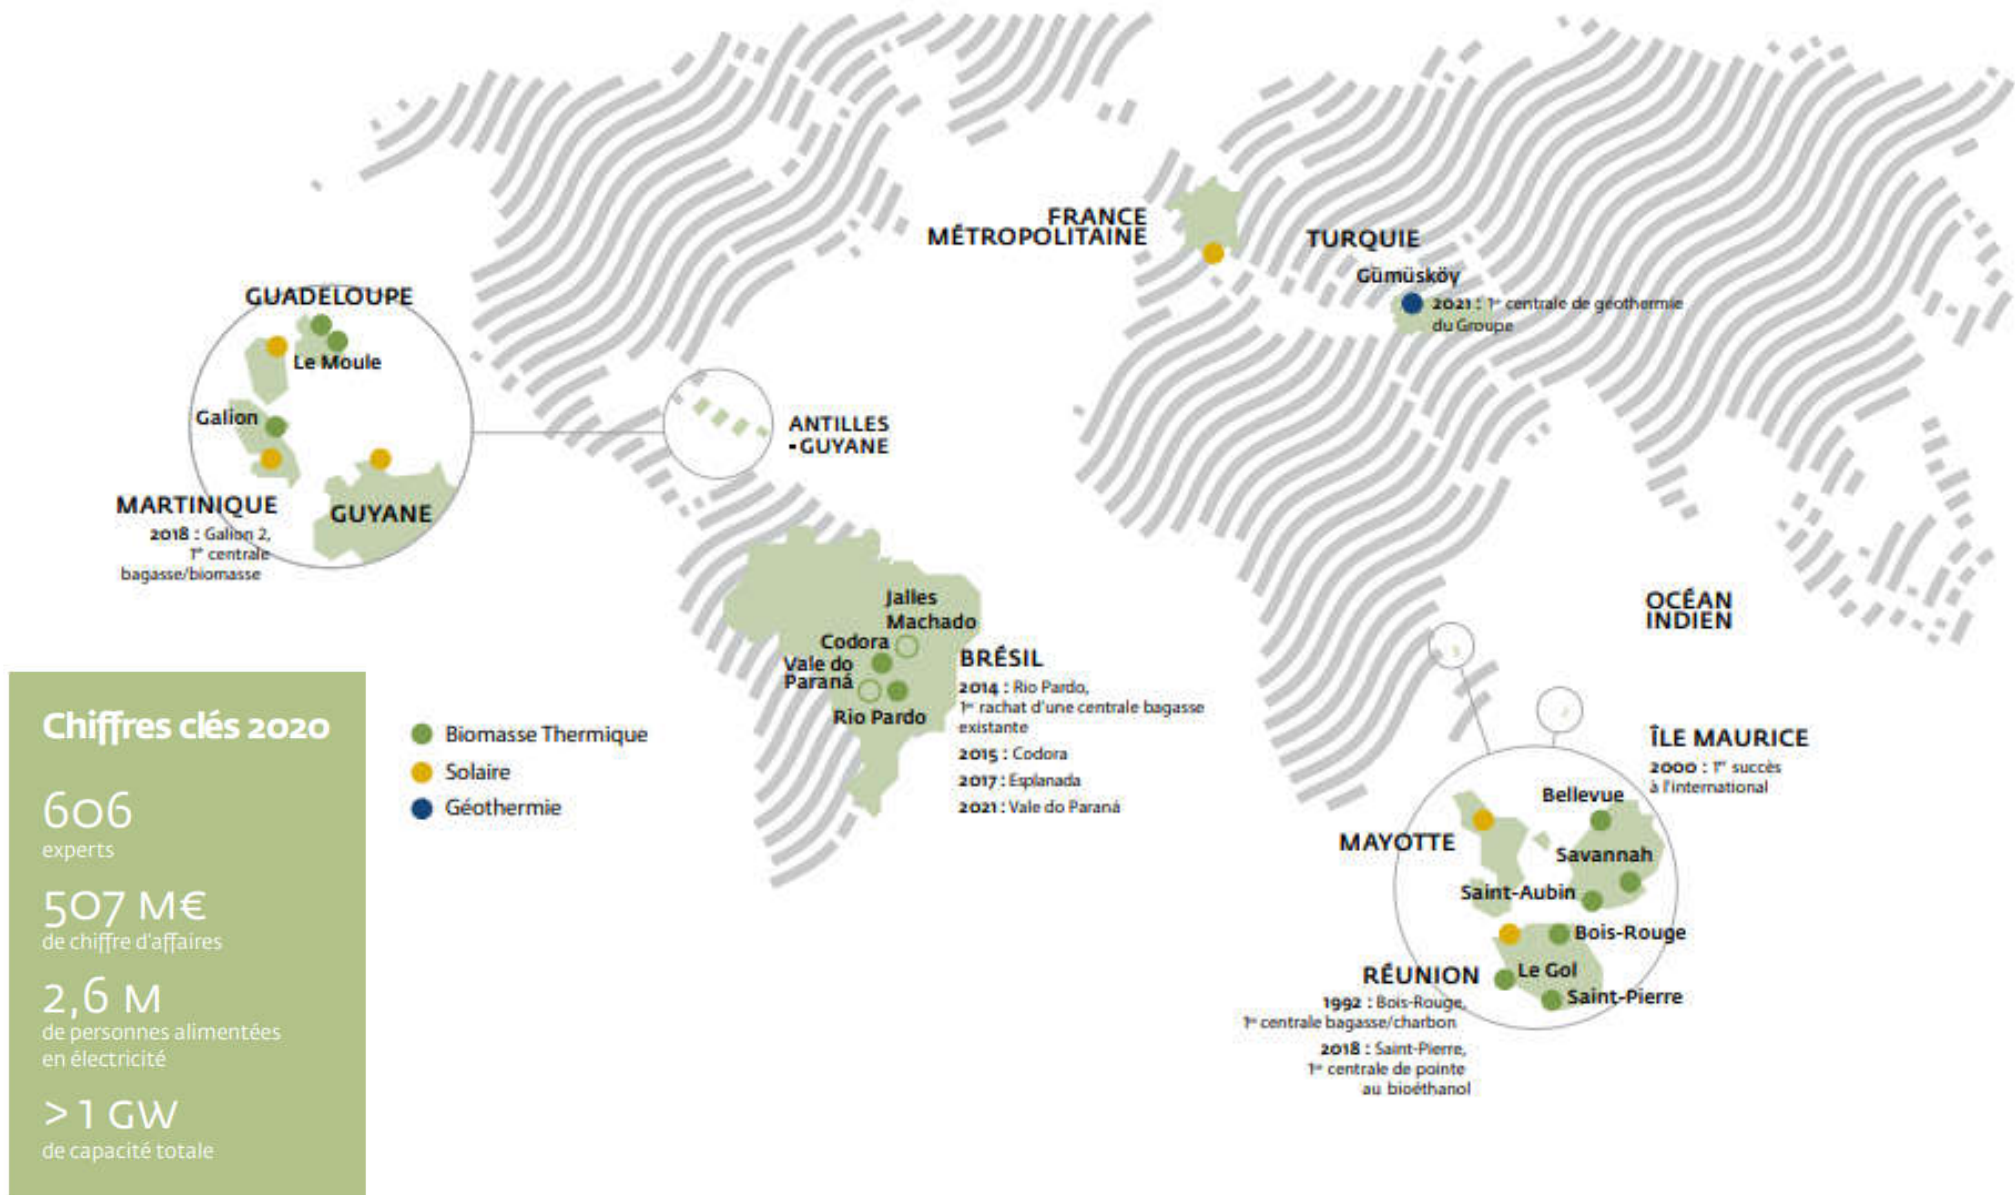 FRANCE
MÉTROPOLITAINE
TURQUIE
Gümüsköy
2021 : 1re centrale de géothermie
du Groupe
GUADELOUPE
Le Moule
Galion
MARTINIQUE
2018 : Galion 2,
1re centrale
bagasse/biomasse
GUYANE
ANTILLES
-GUYANE
Jalles
Machado
Codora
Vale do
Paraná
Rio Pardo
BRÉSIL
2014 : Rio Pardo,
1er rachat d'une centrale bagasse
existante
2015 : Codora
2017 : Esplanada
2021 : Vale do Paraná
OCÉAN
INDIEN
ÎLE MAURICE
2000 : 1er succès
à l'international
Bellevue
MAYOTTE
Savannah
Saint-Aubin
Bois-Rouge
RÉUNION
Le Gol
Saint-Pierre
1992 : Bois-Rouge,
1re centrale bagasse/charbon
2018 : Saint-Pierre,
1re centrale de pointe
au bioéthanol
Chiffres clés 2020
606
experts
507 M€
de chiffre d'affaires
2,6 M
de personnes alimentées
en électricité
> 1 GW
de capacité totale
Biomasse Thermique
Solaire
Géothermie